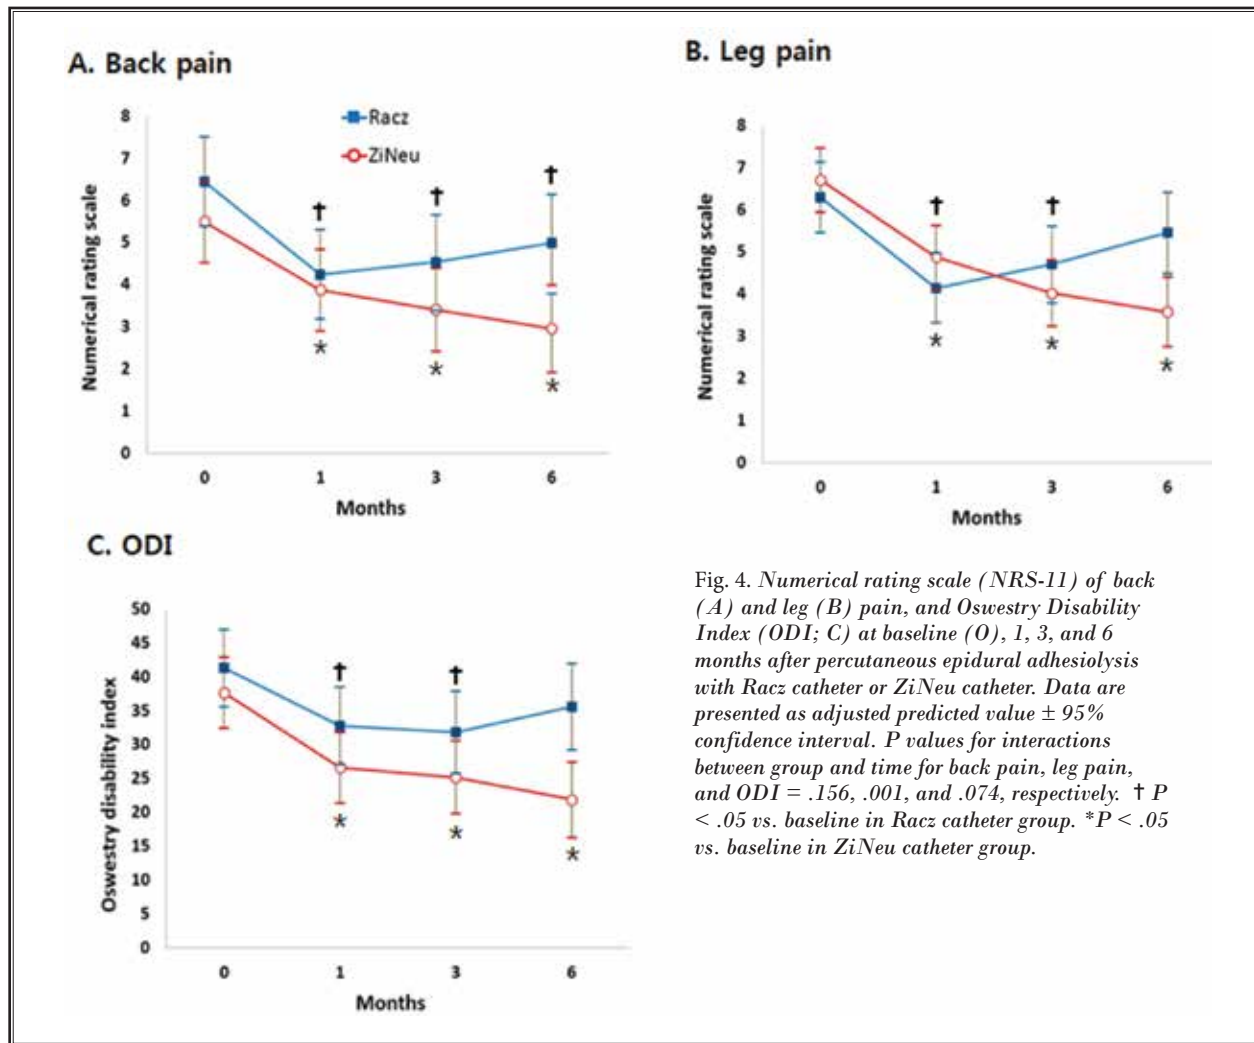 A. Back pain
Numerical rating scale
8
7
6
5
4
3
2
1
0
Racz
ZiNeu
†
†
†
*
*
*
0
1
3
6
Months
B. Leg pain
Numerical rating scale
8
7
6
5
4
3
2
1
0
†
†
*
*
*
0
1
3
6
Months
C. ODI
Oswestry disability index
50
45
40
35
30
25
20
15
10
5
0
†
†
*
*
*
0
1
3
6
Months
Fig. 4. Numerical rating scale (NRS-11) of back
(A) and leg (B) pain, and Oswestry Disability
Index (ODI; C) at baseline (O), 1, 3, and 6
months after percutaneous epidural adhesiolysis
with Racz catheter or ZiNeu catheter. Data are
presented as adjusted predicted value ± 95%
confidence interval. P values for interactions
between group and time for back pain, leg pain,
and ODI = .156, .001, and .074, respectively. † P
< .05 vs. baseline in Racz catheter group. *P < .05
vs. baseline in ZiNeu catheter group.